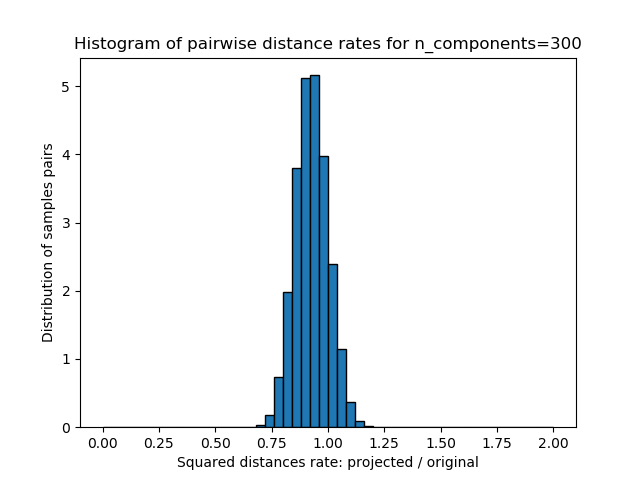 Histogram of pairwise distance rates for n_components=300
Distribution of samples pairs
5
4
3
2
1
0
0.00 0.25 0.50 0.75 1.00 1.25 1.50 1.75 2.00
Squared distances rate: projected / original